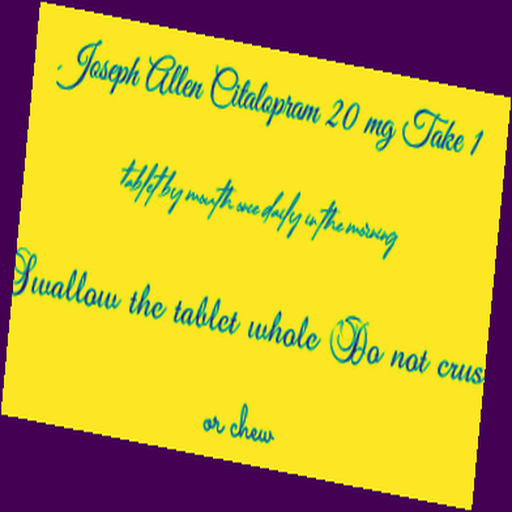 Joseph Allen Citalopram 20 mg Take 1
tablet by mouth once daily in the morning
Swallow the tablet whole Do not crus
or chew